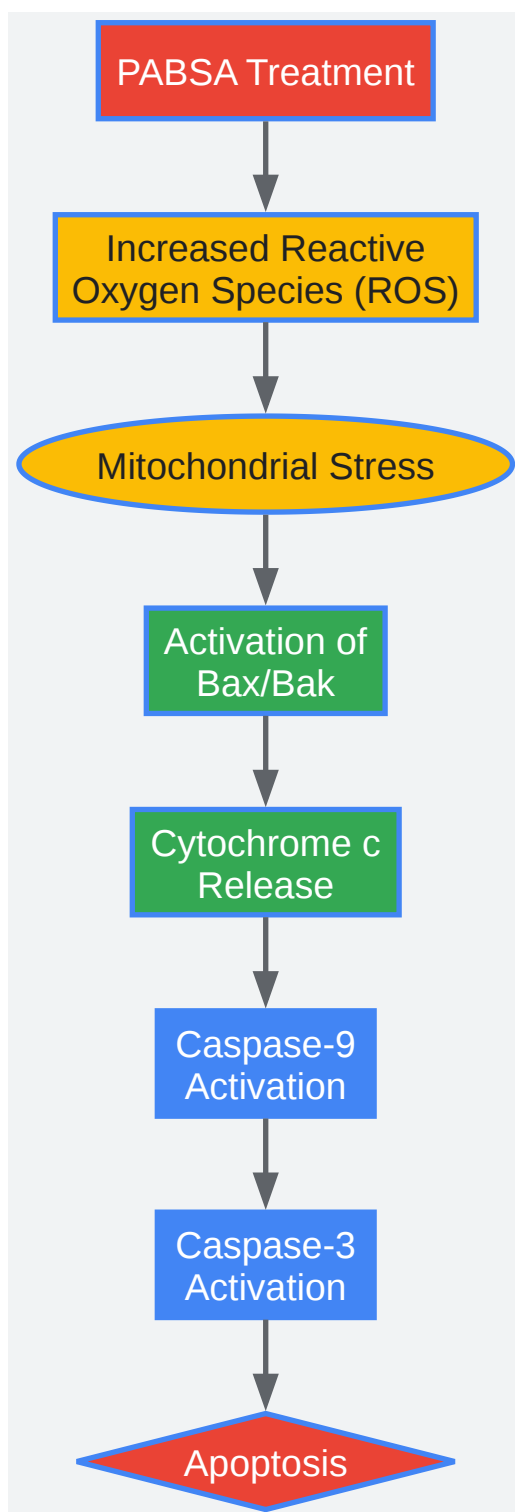 PABSA Treatment
Increased Reactive
Oxygen Species (ROS)
Mitochondrial Stress
Activation of
Bax/Bak
Cytochrome c
Release
Caspase-9
Activation
Caspase-3
Activation
Apoptosis